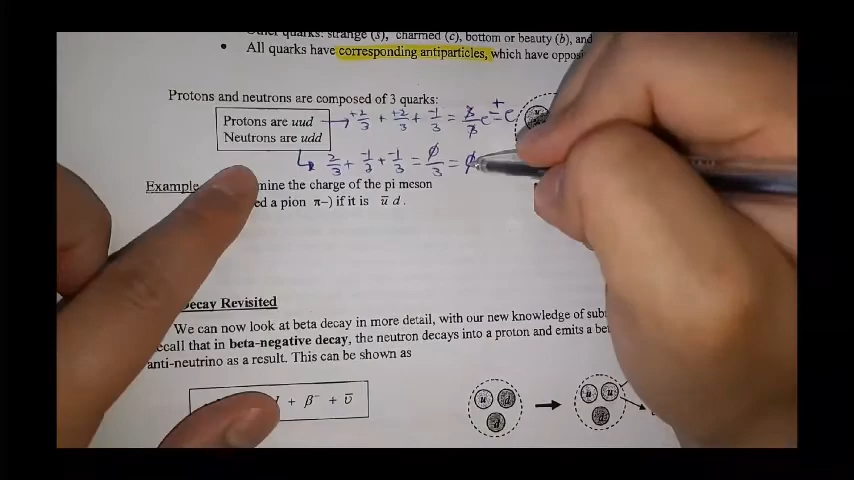 Other quarks: strange (s), charmed (c), bottom or beauty (b), and
• All quarks have corresponding antiparticles, which have oppos
Protons and neutrons are composed of 3 quarks:
Protons are uud → +2/3 + +2/3 + -1/3 = 3/3 e = +e
Neutrons are udd
↳ 2/3 + -1/3 + -1/3 = 0/3 = 0
Example mine the charge of the pi meson
ed a pion π–) if it is u̅ d.
Decay Revisited
We can now look at beta decay in more detail, with our new knowledge of sub
ecall that in beta-negative decay, the neutron decays into a proton and emits a be
anti-neutrino as a result. This can be shown as
+ β⁻ + υ̅
u d u u
d d